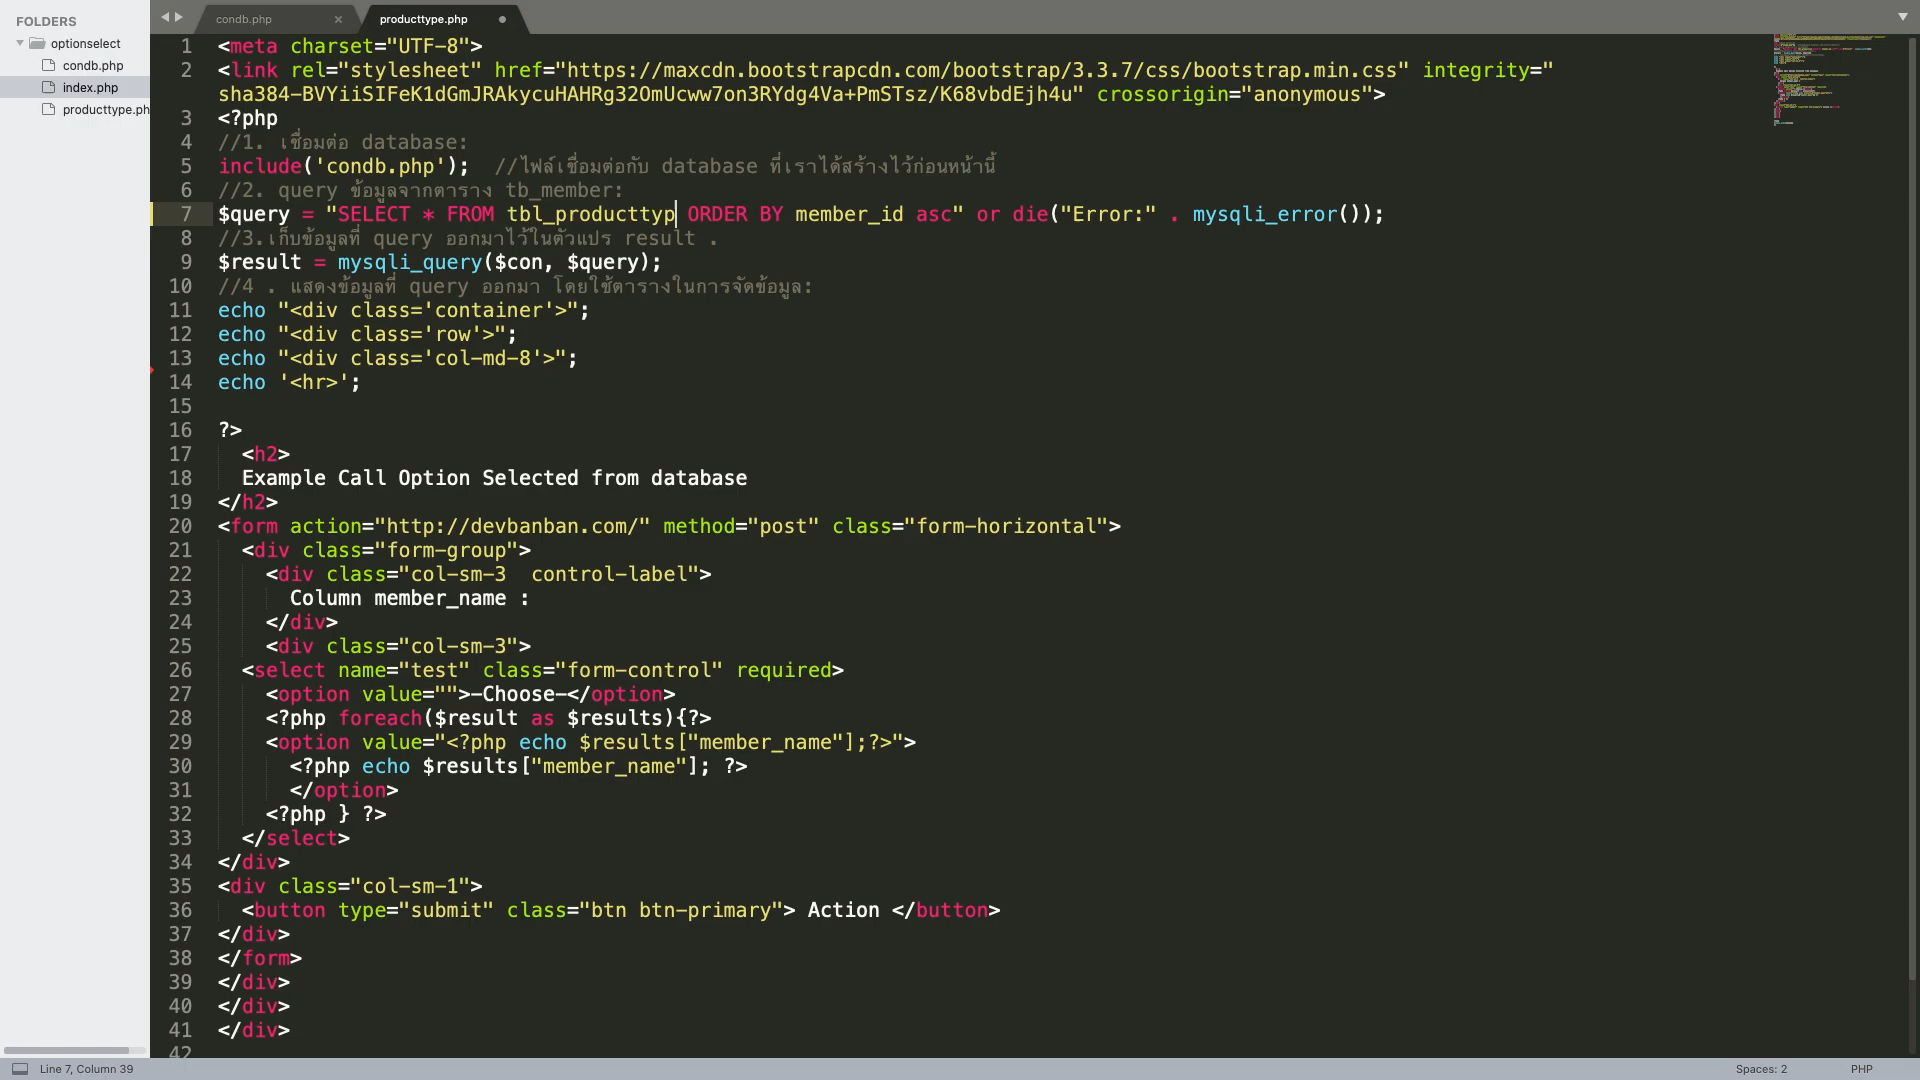 FOLDERS
optionselect
condb.php
index.php
producttype.ph
condb.php
producttype.php
1 <meta charset="UTF-8">
2 <link rel="stylesheet" href="https://maxcdn.bootstrapcdn.com/bootstrap/3.3.7/css/bootstrap.min.css" integrity="
sha384-BVYiiSIFeK1dGmJRAkycuHAHRg32OmUcww7on3RYdg4Va+PmSTsz/K68vbdEjh4u" crossorigin="anonymous">
3 <?php
4 //1. เชื่อมต่อ database:
5 include('condb.php');  //ไฟล์เชื่อมต่อกับ database ที่เราได้สร้างไว้ก่อนหน้านี้
6 //2. query ข้อมูลจากตาราง tb_member:
7 $query = "SELECT * FROM tbl_producttyp ORDER BY member_id asc" or die("Error:" . mysqli_error());
8 //3.เก็บข้อมูลที่ query ออกมาไว้ในตัวแปร result .
9 $result = mysqli_query($con, $query);
10 //4 . แสดงข้อมูลที่ query ออกมา โดยใช้ตารางในการจัดข้อมูล:
11 echo "<div class='container'>";
12 echo "<div class='row'>";
13 echo "<div class='col-md-8'>";
14 echo '<hr>';
15
16 ?>
17 <h2>
18 Example Call Option Selected from database
19 </h2>
20 <form action="http://devbanban.com/" method="post" class="form-horizontal">
21 <div class="form-group">
22 <div class="col-sm-3  control-label">
23 Column member_name :
24 </div>
25 <div class="col-sm-3">
26 <select name="test" class="form-control" required>
27 <option value="">-Choose-</option>
28 <?php foreach($result as $results){?>
29 <option value="<?php echo $results["member_name"];?>">
30 <?php echo $results["member_name"]; ?>
31 </option>
32 <?php } ?>
33 </select>
34 </div>
35 <div class="col-sm-1">
36 <button type="submit" class="btn btn-primary"> Action </button>
37 </div>
38 </form>
39 </div>
40 </div>
41 </div>
42
Line 7, Column 39
Spaces: 2
PHP